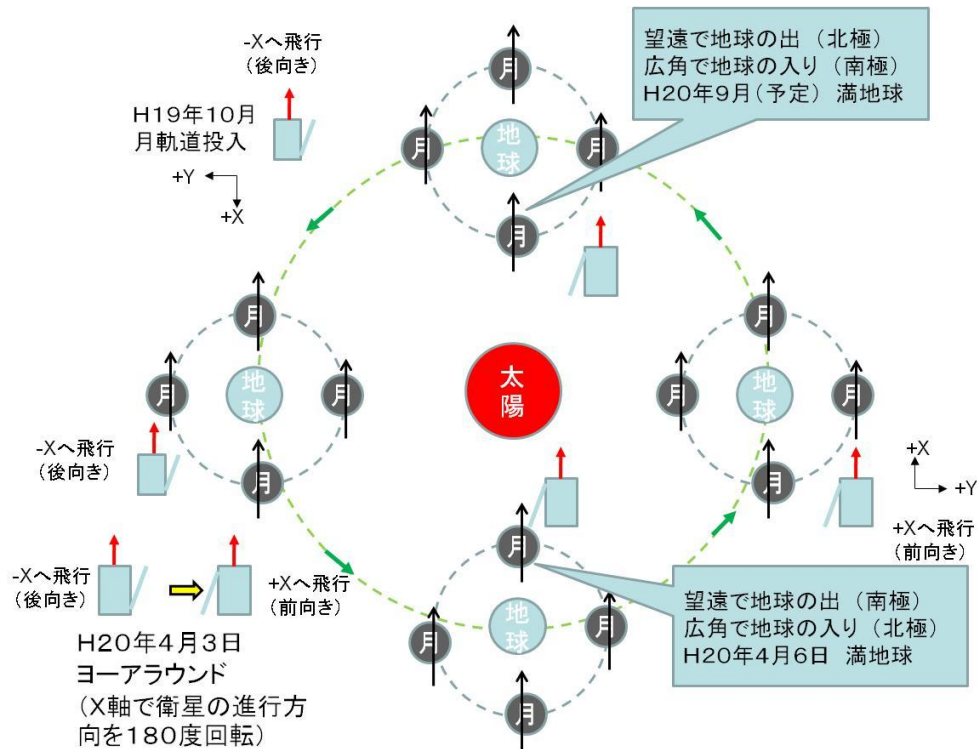 -Xへ飛行
(後向き)
H19年10月
月軌道投入
+Y
+X
月
月
地球
月
月
望遠で地球の出 (北極)
広角で地球の入り (南極)
H20年9月(予定) 満地球
月
月
地球
月
月
太陽
月
月
地球
月
月
-Xへ飛行
(後向き)
+X
+Y
+Xへ飛行
(前向き)
-Xへ飛行
(後向き)
+Xへ飛行
(前向き)
H20年4月3日
ヨーアラウンド
(X軸で衛星の進行方
向を180度回転)
月
月
地球
月
月
望遠で地球の出 (南極)
広角で地球の入り (北極)
H20年4月6日 満地球